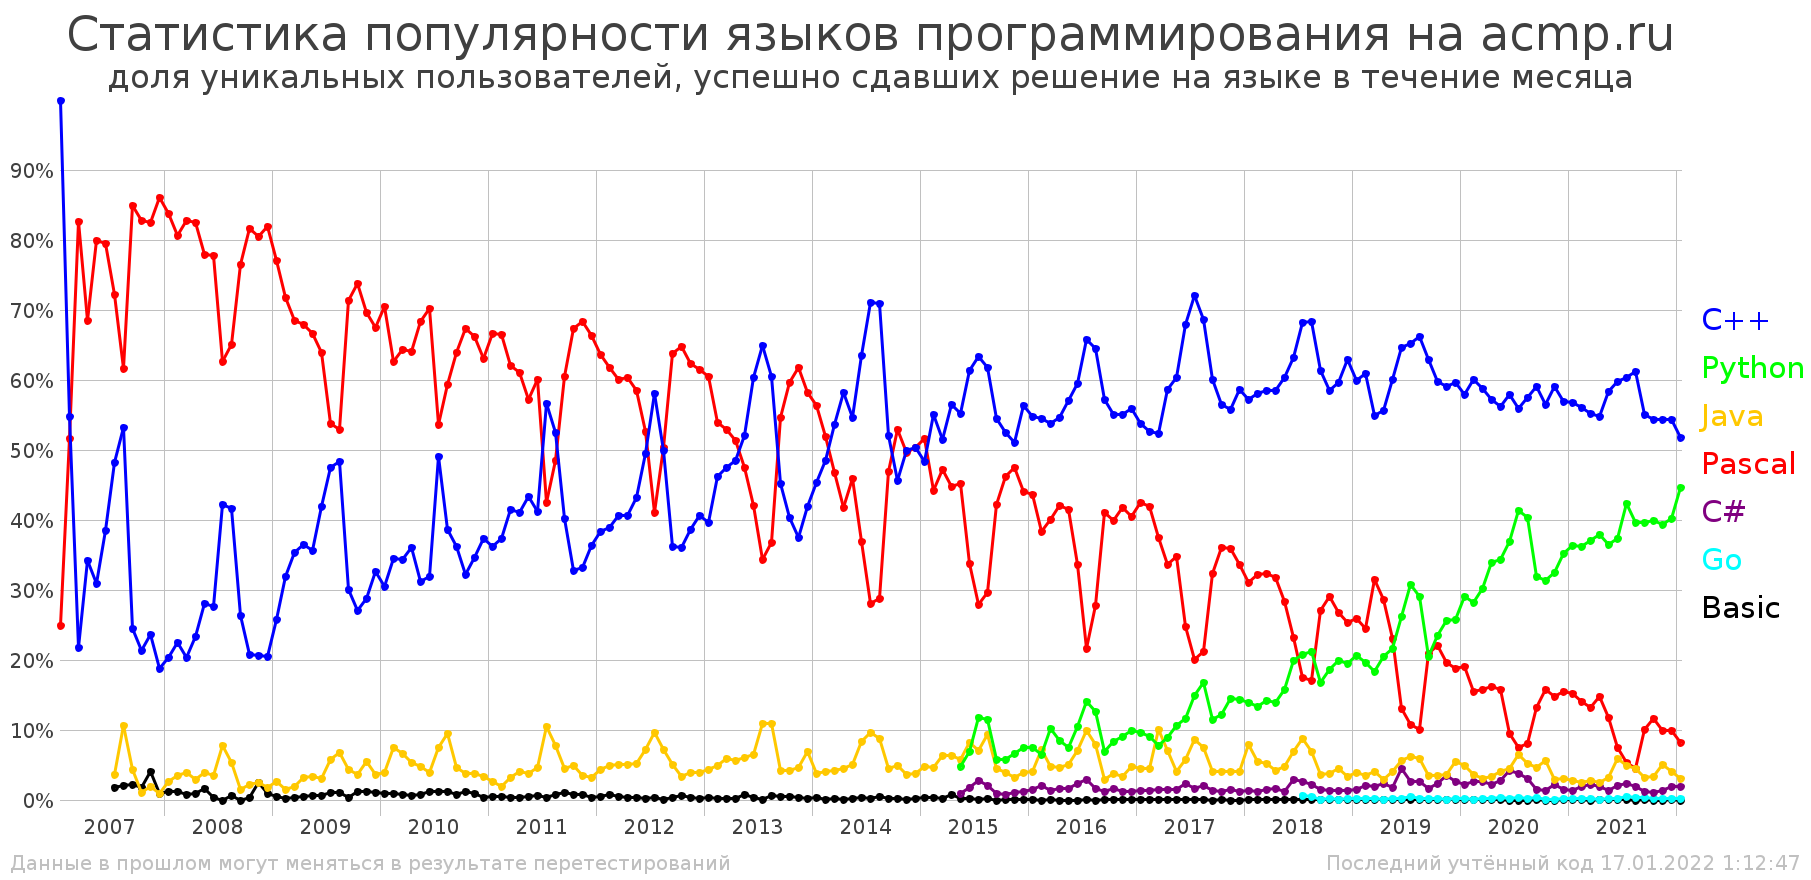 Статистика популярности языков программирования на acmp.ru
доля уникальных пользователей, успешно сдавших решение на языке в течение месяца
90%
80%
70%
60%
50%
40%
30%
20%
10%
0%
C++
Python
Java
Pascal
C#
Go
Basic
2007 2008 2009 2010 2011 2012 2013 2014 2015 2016 2017 2018 2019 2020 2021
Данные в прошлом могут меняться в результате перетестирований
Последний учтённый код 17.01.2022 1:12:47